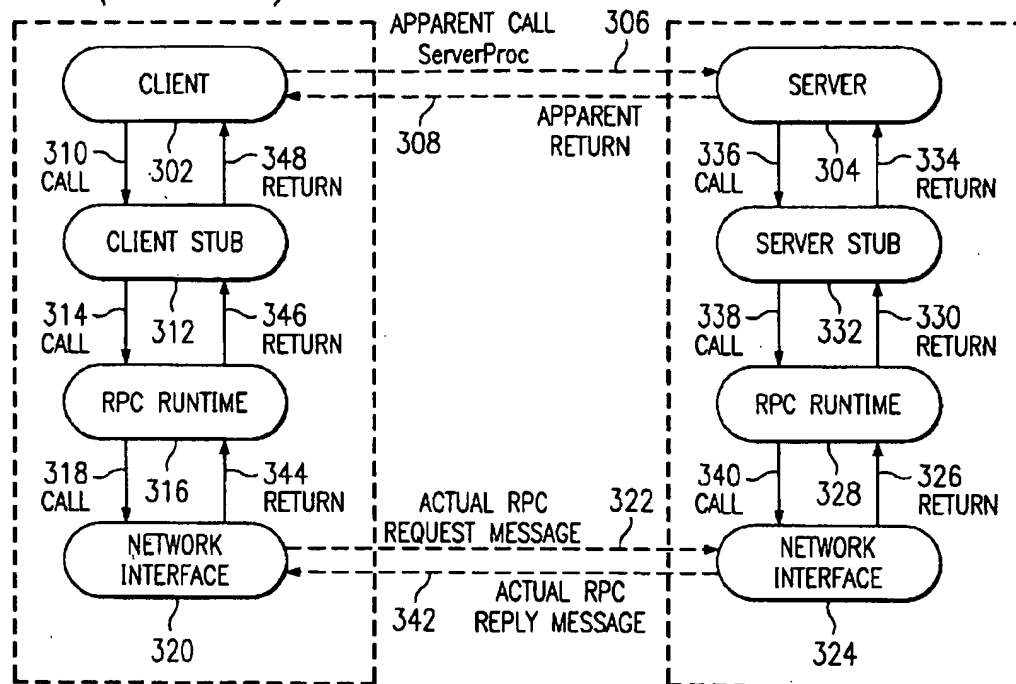 APPARENT CALL 306
ServerProc
CLIENT
SERVER
308
APPARENT
RETURN
310
CALL
302
348
RETURN
336
CALL
304
334
RETURN
CLIENT STUB
SERVER STUB
314
CALL
312
346
RETURN
338
CALL
332
330
RETURN
RPC RUNTIME
RPC RUNTIME
318
CALL
316
344
RETURN
340
CALL
328
326
RETURN
ACTUAL RPC 322
REQUEST MESSAGE
NETWORK
INTERFACE
NETWORK
INTERFACE
342
ACTUAL RPC
REPLY MESSAGE
320
324